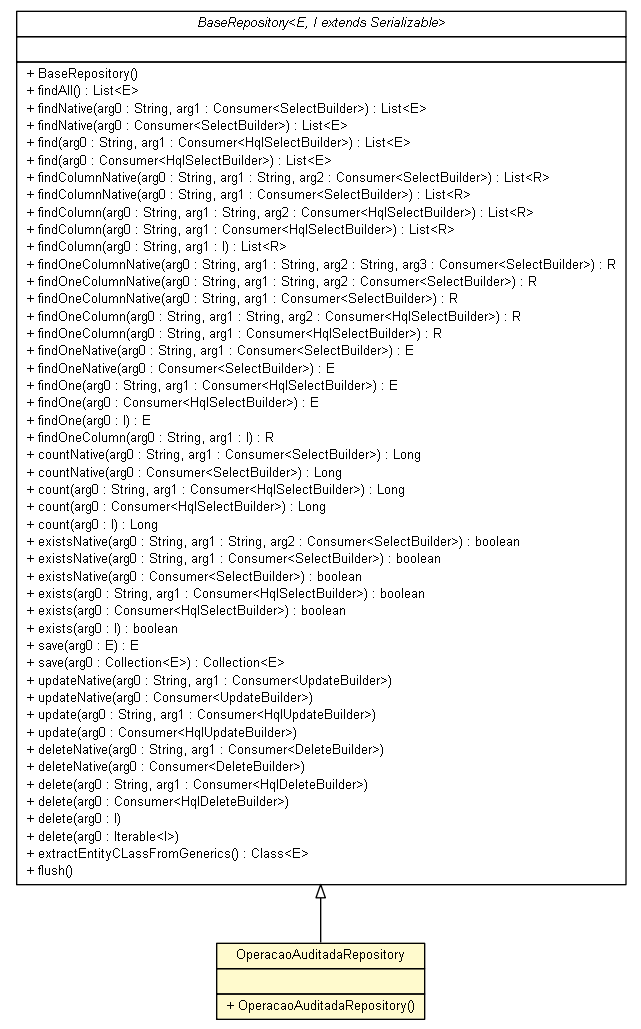 BaseRepository<E, I extends Serializable>
+ BaseRepository()
+ findAll() : List<E>
+ findNative(arg0 : String, arg1 : Consumer<SelectBuilder>) : List<E>
+ findNative(arg0 : Consumer<SelectBuilder>) : List<E>
+ find(arg0 : String, arg1 : Consumer<HqlSelectBuilder>) : List<E>
+ find(arg0 : Consumer<HqlSelectBuilder>) : List<E>
+ findColumnNative(arg0 : String, arg1 : String, arg2 : Consumer<SelectBuilder>) : List<R>
+ findColumnNative(arg0 : String, arg1 : Consumer<SelectBuilder>) : List<R>
+ findColumn(arg0 : String, arg1 : String, arg2 : Consumer<HqlSelectBuilder>) : List<R>
+ findColumn(arg0 : String, arg1 : Consumer<HqlSelectBuilder>) : List<R>
+ findColumn(arg0 : String, arg1 : I) : List<R>
+ findOneColumnNative(arg0 : String, arg1 : String, arg2 : String, arg3 : Consumer<SelectBuilder>) : R
+ findOneColumnNative(arg0 : String, arg1 : String, arg2 : Consumer<SelectBuilder>) : R
+ findOneColumnNative(arg0 : String, arg1 : Consumer<SelectBuilder>) : R
+ findOneColumn(arg0 : String, arg1 : String, arg2 : Consumer<HqlSelectBuilder>) : R
+ findOneColumn(arg0 : String, arg1 : Consumer<HqlSelectBuilder>) : R
+ findOneNative(arg0 : String, arg1 : Consumer<SelectBuilder>) : E
+ findOneNative(arg0 : Consumer<SelectBuilder>) : E
+ findOne(arg0 : String, arg1 : Consumer<HqlSelectBuilder>) : E
+ findOne(arg0 : Consumer<HqlSelectBuilder>) : E
+ findOne(arg0 : I) : E
+ findOneColumn(arg0 : String, arg1 : I) : R
+ countNative(arg0 : String, arg1 : Consumer<SelectBuilder>) : Long
+ countNative(arg0 : Consumer<SelectBuilder>) : Long
+ count(arg0 : String, arg1 : Consumer<HqlSelectBuilder>) : Long
+ count(arg0 : Consumer<HqlSelectBuilder>) : Long
+ count(arg0 : I) : Long
+ existsNative(arg0 : String, arg1 : String, arg2 : Consumer<SelectBuilder>) : boolean
+ existsNative(arg0 : String, arg1 : Consumer<SelectBuilder>) : boolean
+ existsNative(arg0 : Consumer<SelectBuilder>) : boolean
+ exists(arg0 : String, arg1 : Consumer<HqlSelectBuilder>) : boolean
+ exists(arg0 : Consumer<HqlSelectBuilder>) : boolean
+ exists(arg0 : I) : boolean
+ save(arg0 : E) : E
+ save(arg0 : Collection<E>) : Collection<E>
+ updateNative(arg0 : String, arg1 : Consumer<UpdateBuilder>)
+ updateNative(arg0 : Consumer<UpdateBuilder>)
+ update(arg0 : String, arg1 : Consumer<HqlUpdateBuilder>)
+ update(arg0 : Consumer<HqlUpdateBuilder>)
+ deleteNative(arg0 : String, arg1 : Consumer<DeleteBuilder>)
+ deleteNative(arg0 : Consumer<DeleteBuilder>)
+ delete(arg0 : String, arg1 : Consumer<HqlDeleteBuilder>)
+ delete(arg0 : Consumer<HqlDeleteBuilder>)
+ delete(arg0 : I)
+ delete(arg0 : Iterable<I>)
+ extractEntityCLassFromGenerics() : Class<E>
+ flush()
OperacaoAuditadaRepository
+ OperacaoAuditadaRepository()